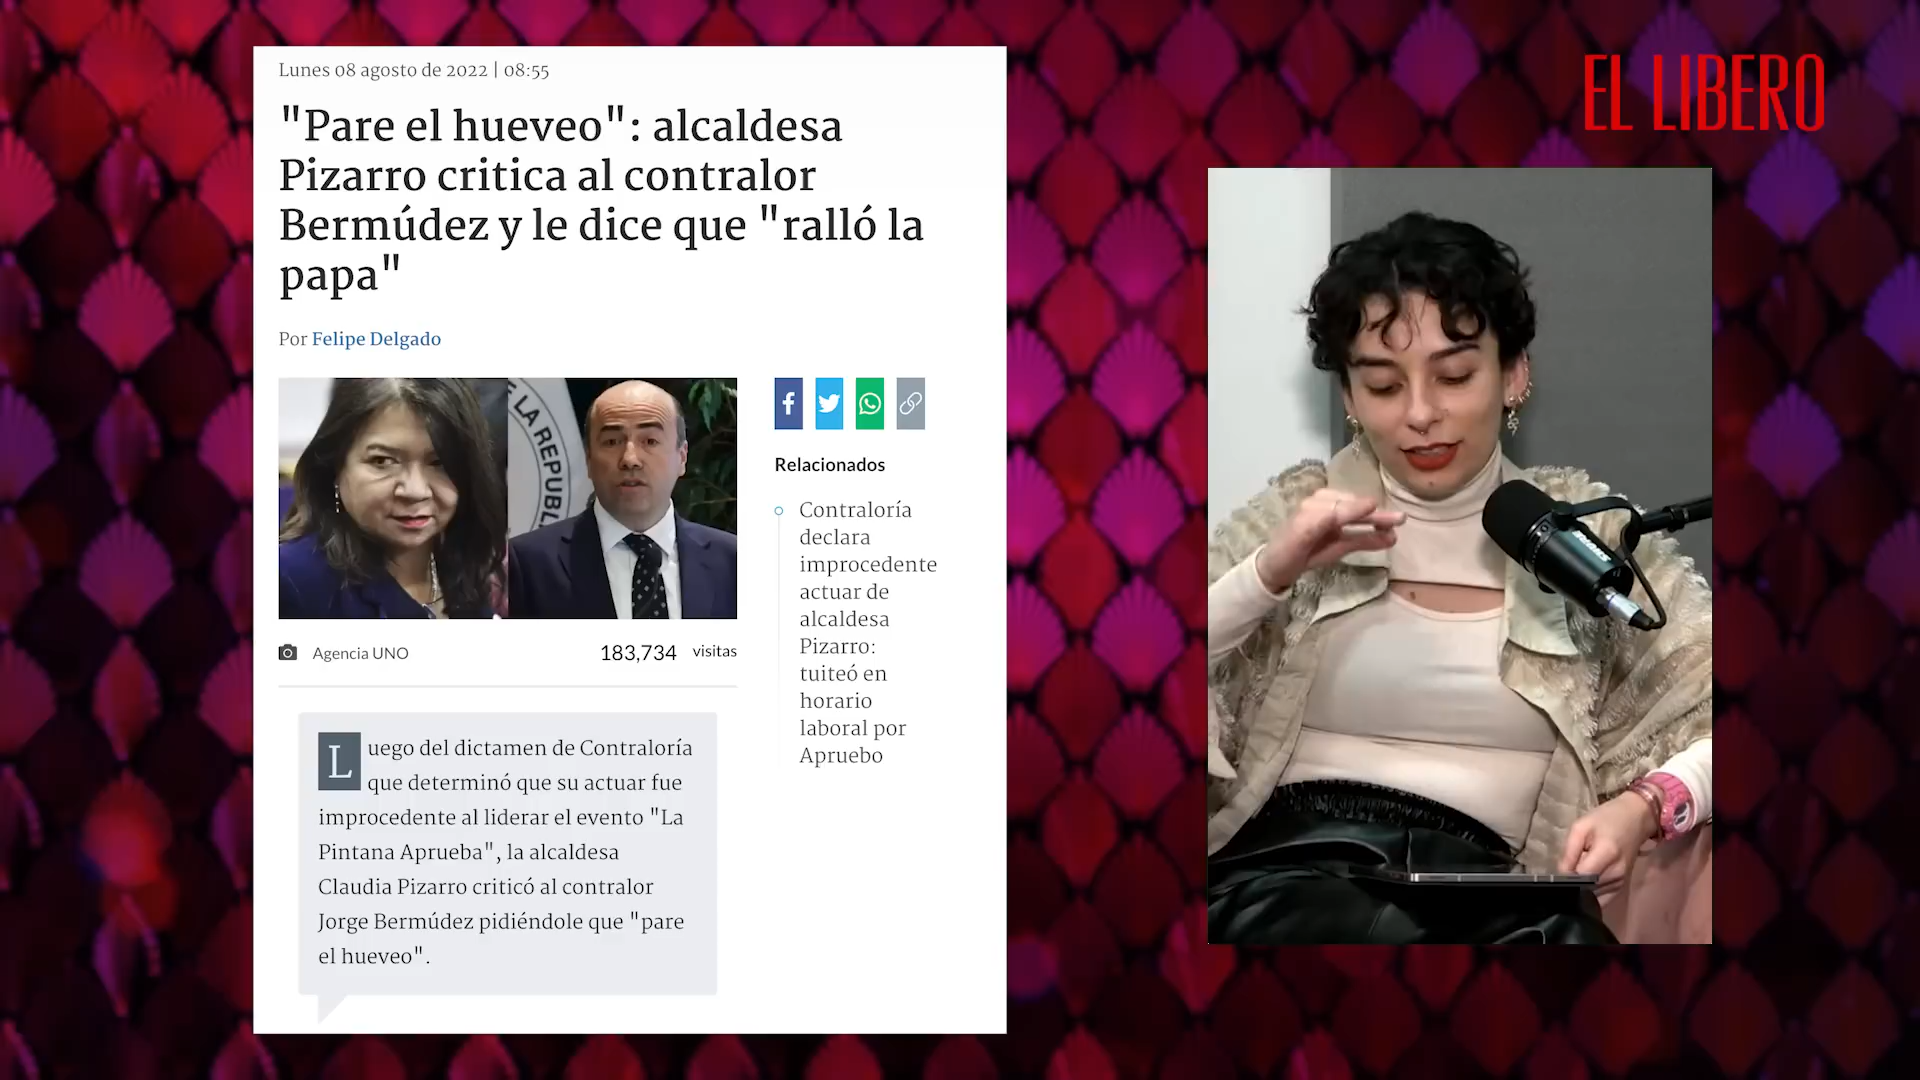 Lunes 08 agosto de 2022 | 08:55
"Pare el hueveo": alcaldesa
Pizarro critica al contralor
Bermúdez y le dice que "ralló la
papa"
Por Felipe Delgado
E LA REPUBL
Agencia UNO
183,734 visitas
Luego del dictamen de Contraloría
que determinó que su actuar fue
improcedente al liderar el evento "La
Pintana Aprueba", la alcaldesa
Claudia Pizarro criticó al contralor
Jorge Bermúdez pidiéndole que "pare
el hueveo".
Relacionados
Contraloría
declara
improcedente
actuar de
alcaldesa
Pizarro:
tuiteó en
horario
laboral por
Apruebo
EL LIBERO